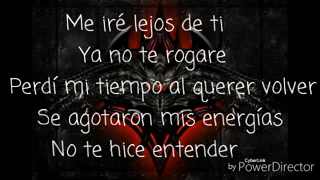 Me iré lejos de ti
Ya no te rogare
Perdí mi tiempo al querer volver
Se agotaron mis energías
No te hice entender
CyberLink
by PowerDirector